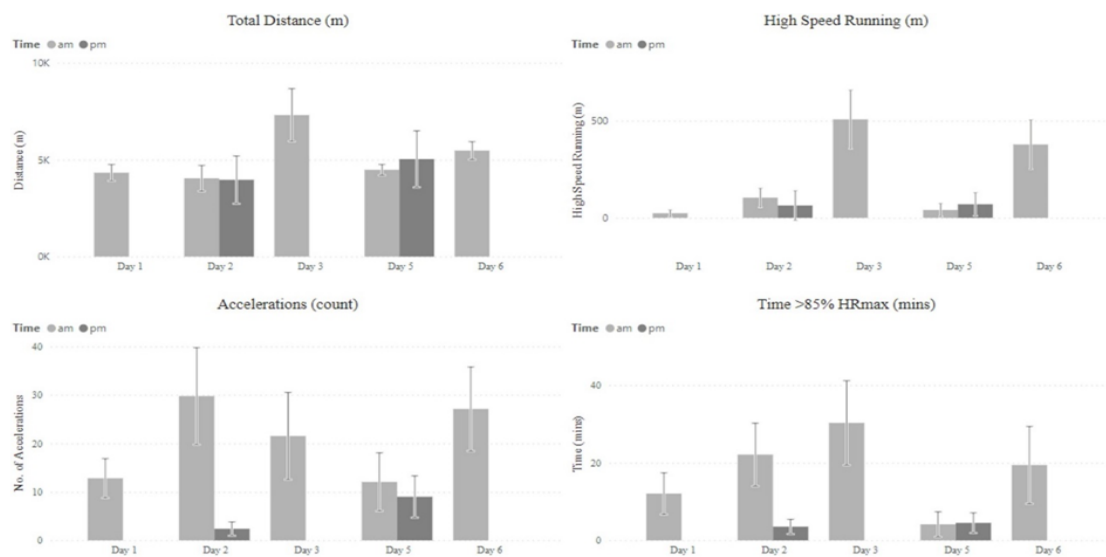 Total Distance (m)
Time am pm
10K
5K
0K
Distance (m)
Day 1 Day 2 Day 3 Day 5 Day 6
High Speed Running (m)
Time am pm
500
0
High Speed Running (m)
Day 1 Day 2 Day 3 Day 5 Day 6
Accelerations (count)
Time am pm
40
30
20
10
0
No. of Accelerations
Day 1 Day 2 Day 3 Day 5 Day 6
Time >85% HRmax (mins)
Time am pm
40
20
0
Time (mins)
Day 1 Day 2 Day 3 Day 5 Day 6